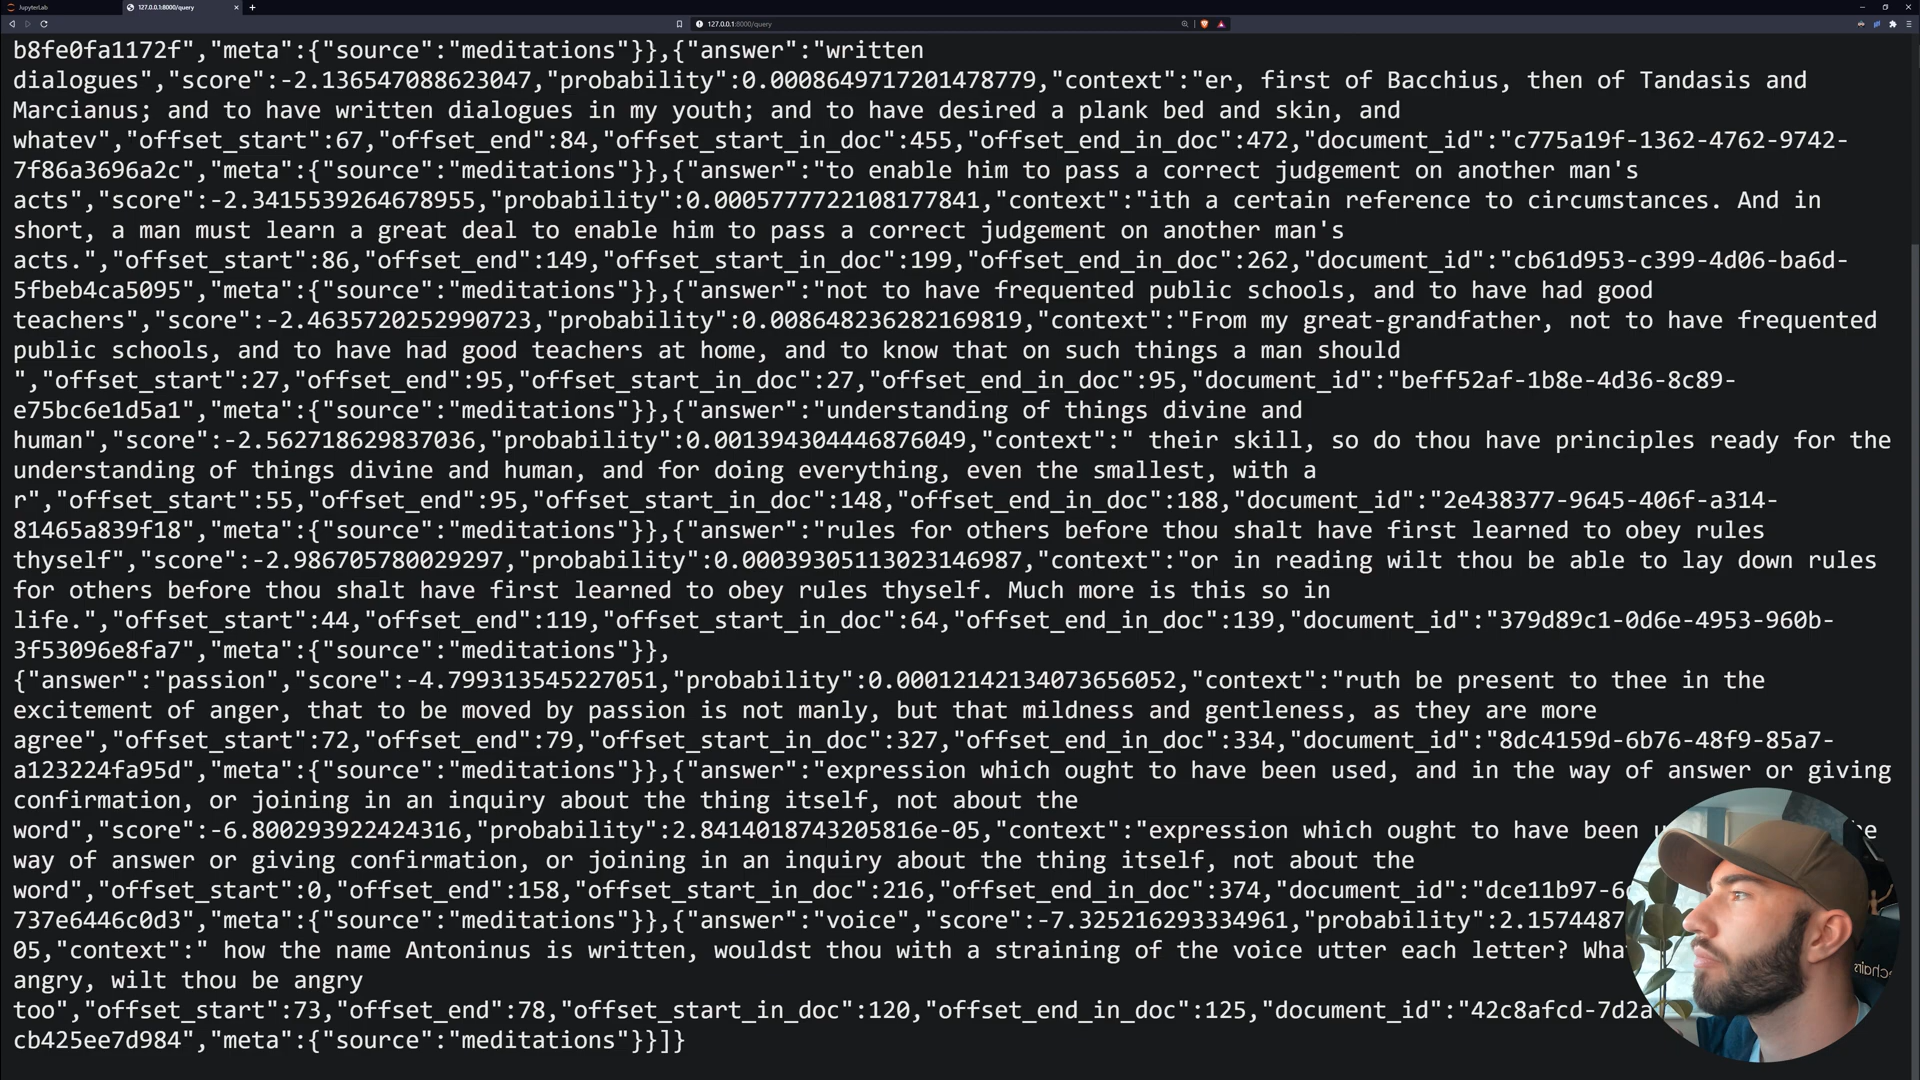 JupyterLab
127.0.0.1:8000/query
127.0.0.1:8000/query
b8fe0fa1172f","meta":{"source":"meditations"}},{"answer":"written
dialogues","score":-2.136547088623047,"probability":0.0008649717201478779,"context":"er, first of Bacchius, then of Tandasis and
Marcianus; and to have written dialogues in my youth; and to have desired a plank bed and skin, and
whatev","offset_start":67,"offset_end":84,"offset_start_in_doc":455,"offset_end_in_doc":472,"document_id":"c775a19f-1362-4762-9742-
7f86a3696a2c","meta":{"source":"meditations"}},{"answer":"to enable him to pass a correct judgement on another man's
acts","score":-2.3415539264678955,"probability":0.0005777722108177841,"context":"ith a certain reference to circumstances. And in
short, a man must learn a great deal to enable him to pass a correct judgement on another man's
acts.","offset_start":86,"offset_end":149,"offset_start_in_doc":199,"offset_end_in_doc":262,"document_id":"cb61d953-c399-4d06-ba6d-
5fbeb4ca5095","meta":{"source":"meditations"}},{"answer":"not to have frequented public schools, and to have had good
teachers","score":-2.4635720252990723,"probability":0.008648236282169819,"context":"From my great-grandfather, not to have frequented
public schools, and to have had good teachers at home, and to know that on such things a man should
","offset_start":27,"offset_end":95,"offset_start_in_doc":27,"offset_end_in_doc":95,"document_id":"beff52af-1b8e-4d36-8c89-
e75bc6e1d5a1","meta":{"source":"meditations"}},{"answer":"understanding of things divine and
human","score":-2.562718629837036,"probability":0.001394304446876049,"context":" their skill, so do thou have principles ready for the
understanding of things divine and human, and for doing everything, even the smallest, with a
r","offset_start":55,"offset_end":95,"offset_start_in_doc":148,"offset_end_in_doc":188,"document_id":"2e438377-9645-406f-a314-
81465a839f18","meta":{"source":"meditations"}},{"answer":"rules for others before thou shalt have first learned to obey rules
thyself","score":-2.986705780029297,"probability":0.00039305113023146987,"context":"or in reading wilt thou be able to lay down rules
for others before thou shalt have first learned to obey rules thyself. Much more is this so in
life.","offset_start":44,"offset_end":119,"offset_start_in_doc":64,"offset_end_in_doc":139,"document_id":"379d89c1-0d6e-4953-960b-
3f53096e8fa7","meta":{"source":"meditations"}},
{"answer":"passion","score":-4.799313545227051,"probability":0.00012142134073656052,"context":"ruth be present to thee in the
excitement of anger, that to be moved by passion is not manly, but that mildness and gentleness, as they are more
agree","offset_start":72,"offset_end":79,"offset_start_in_doc":327,"offset_end_in_doc":334,"document_id":"8dc4159d-6b76-48f9-85a7-
a123224fa95d","meta":{"source":"meditations"}},{"answer":"expression which ought to have been used, and in the way of answer or giving
confirmation, or joining in an inquiry about the thing itself, not about the
word","score":-6.800293922424316,"probability":2.8414018743205816e-05,"context":"expression which ought to have been
way of answer or giving confirmation, or joining in an inquiry about the thing itself, not about the
word","offset_start":0,"offset_end":158,"offset_start_in_doc":216,"offset_end_in_doc":374,"document_id":"dce11b97-6
737e6446c0d3","meta":{"source":"meditations"}},{"answer":"voice","score":-7.325216293334961,"probability":2.1574487
05,"context":" how the name Antoninus is written, wouldst thou with a straining of the voice utter each letter?
angry, wilt thou be angry
too","offset_start":73,"offset_end":78,"offset_start_in_doc":120,"offset_end_in_doc":125,"document_id":"42c8afcd-7d2a
cb425ee7d984","meta":{"source":"meditations"}}]}